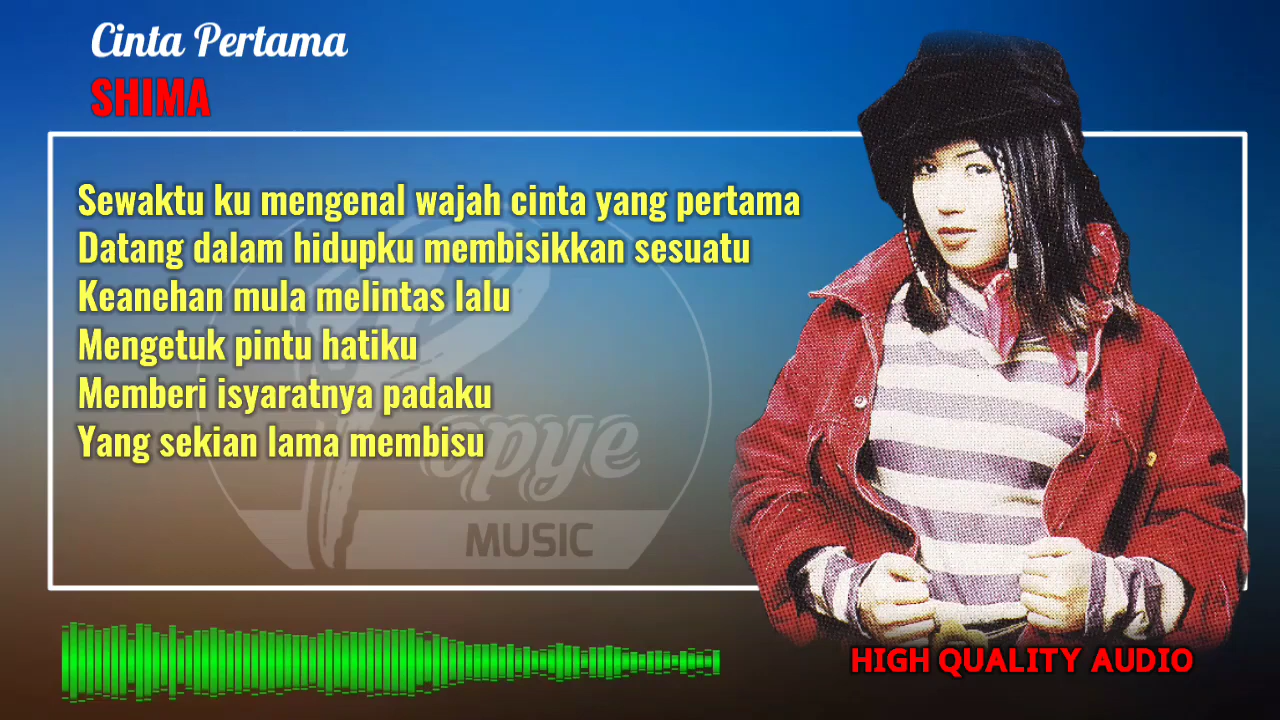 Cinta Pertama
SHIMA
Sewaktu ku mengenal wajah cinta yang pertama
Datang dalam hidupku membisikkan sesuatu
Keanehan mula melintas lalu
Mengetuk pintu hatiku
Memberi isyaratnya padaku
Yang sekian lama membisu
Popye
MUSIC
HIGH QUALITY AUDIO